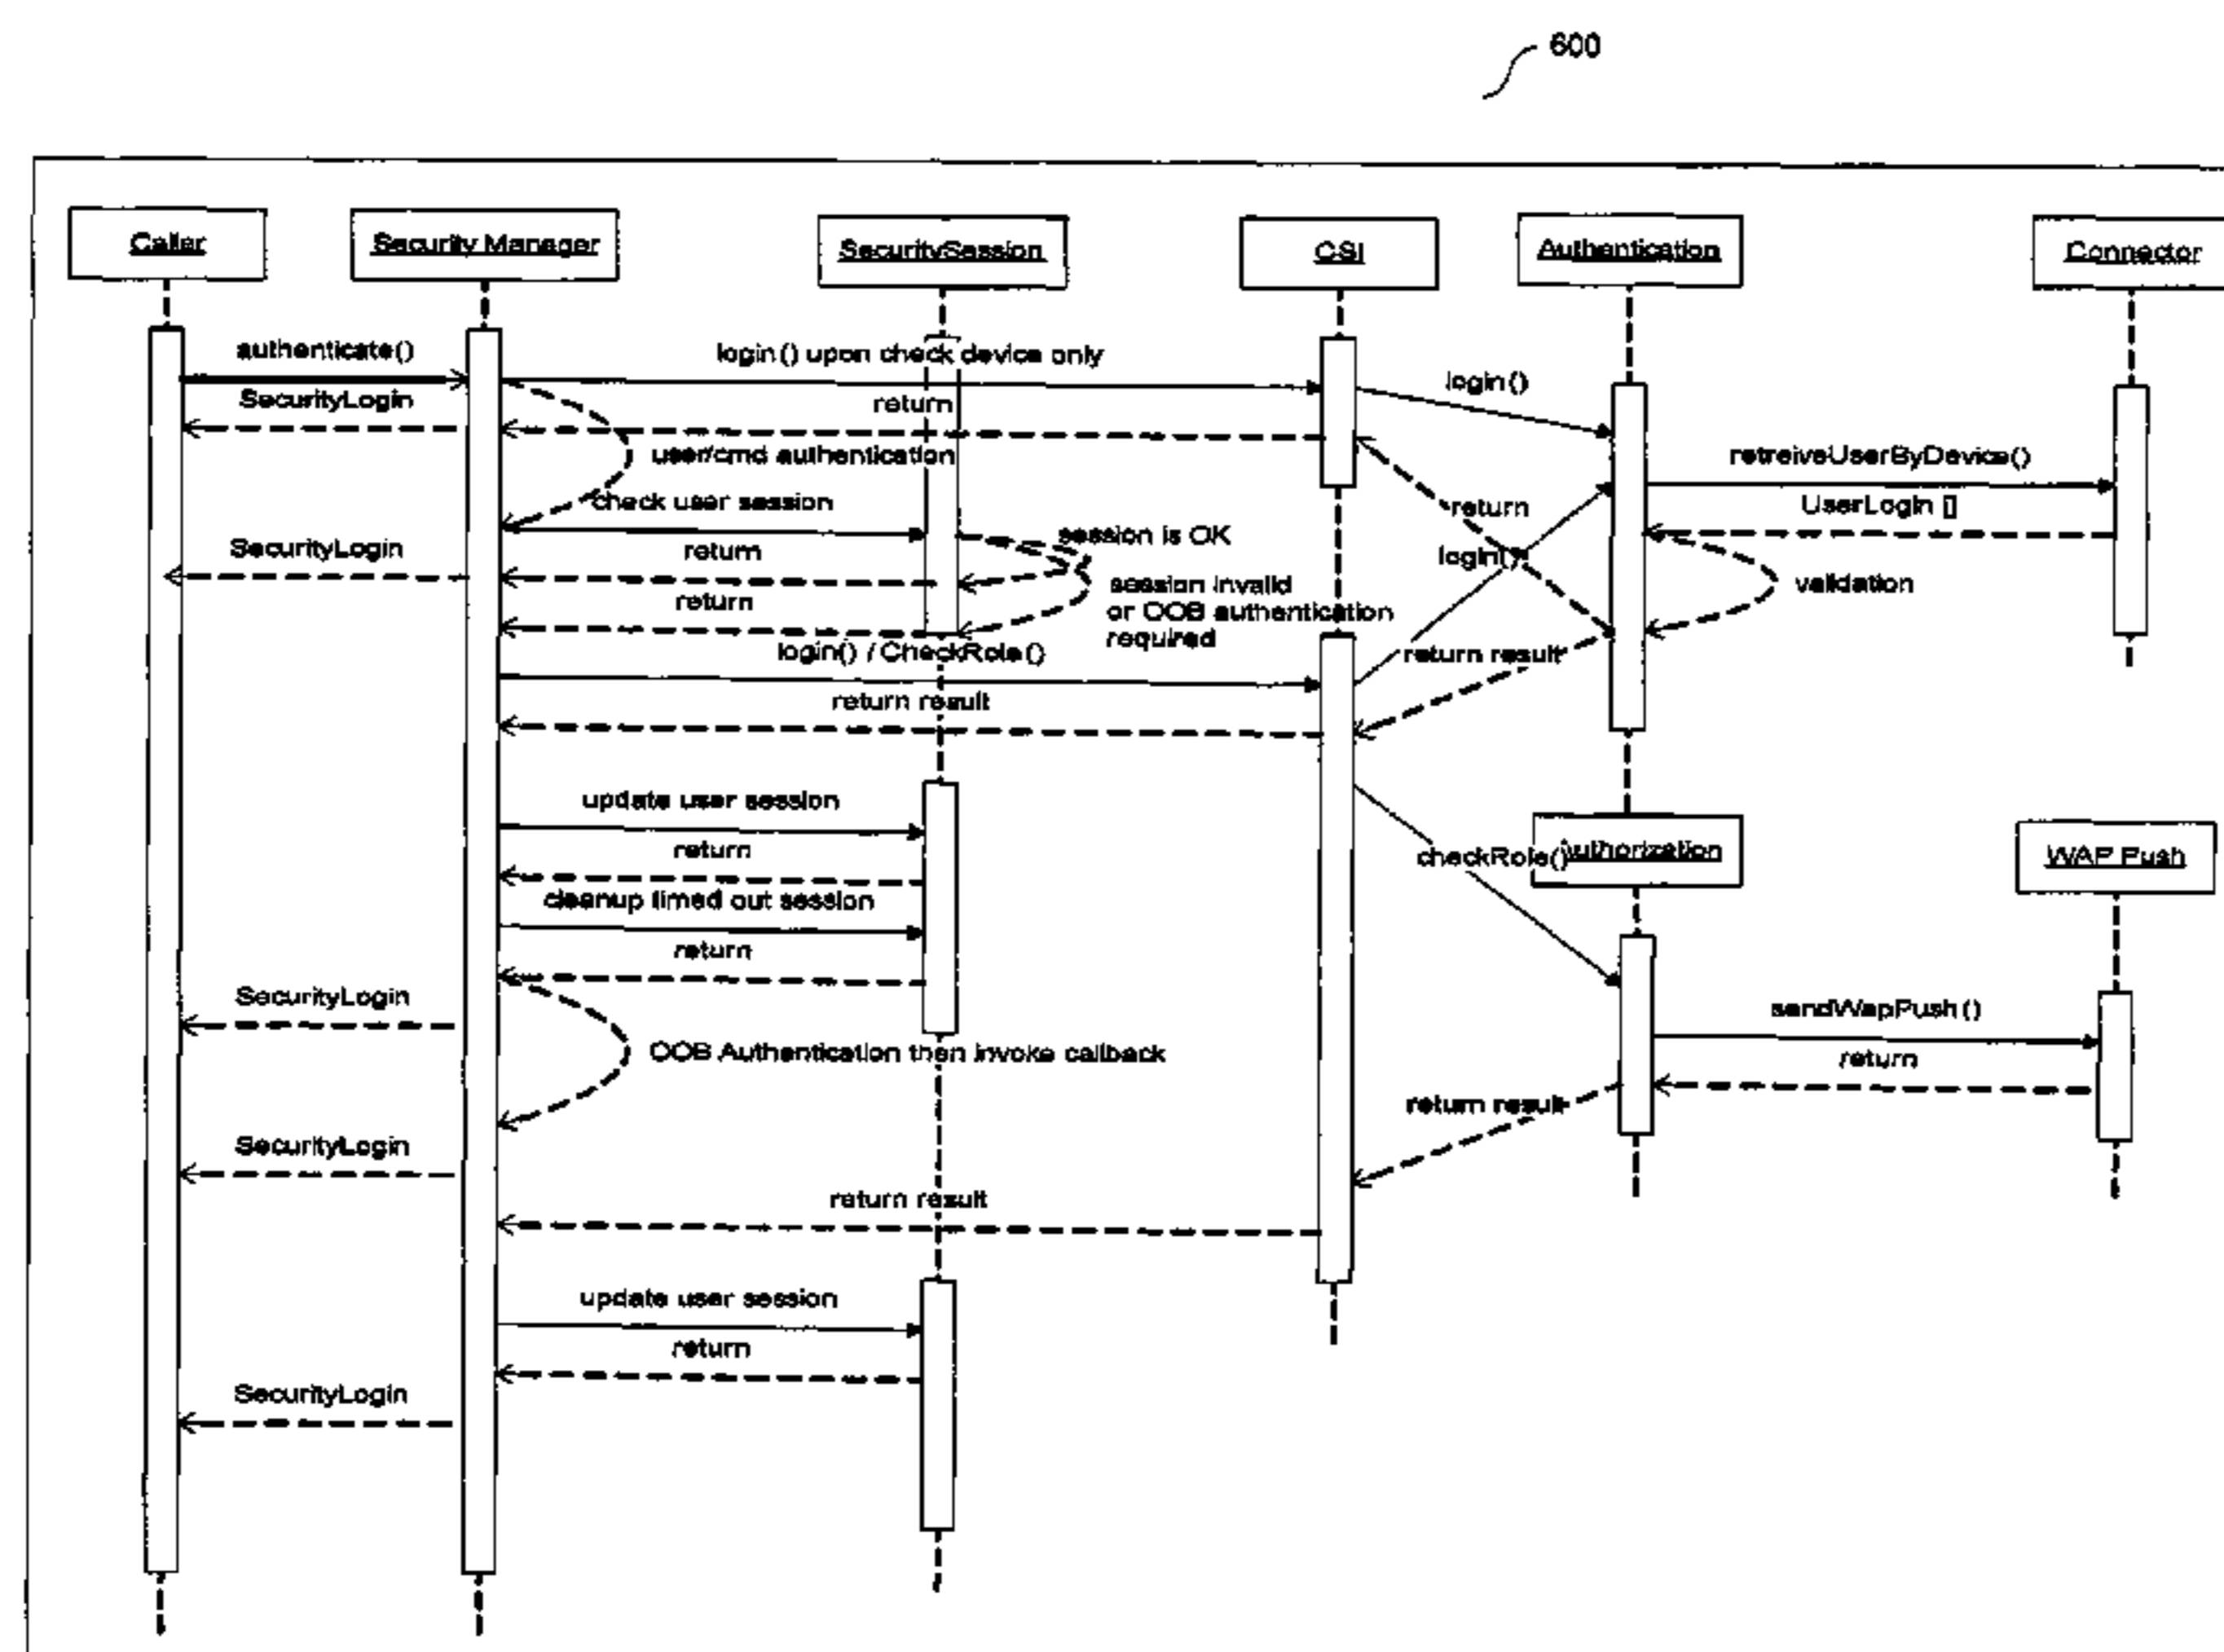 600
Caller
Security Manager
SecuritySession
CSI
Authentication
Connector
authenticate()
login() upon check device only
login()
SecurityLogin
return
user/cmd authentication
retreiveUserByDevice()
check user session
return
UserLogin []
session is OK
SecurityLogin
return
login()
session invalid
or OOB authentication
required
validation
return
login() / CheckRole()
return result
return result
update user session
return
checkRole()
Authorization
WAP Push
cleanup timed out session
return
SecurityLogin
sendWapPush()
OOB Authentication then invoke callback
return
return result
SecurityLogin
return result
update user session
return
SecurityLogin